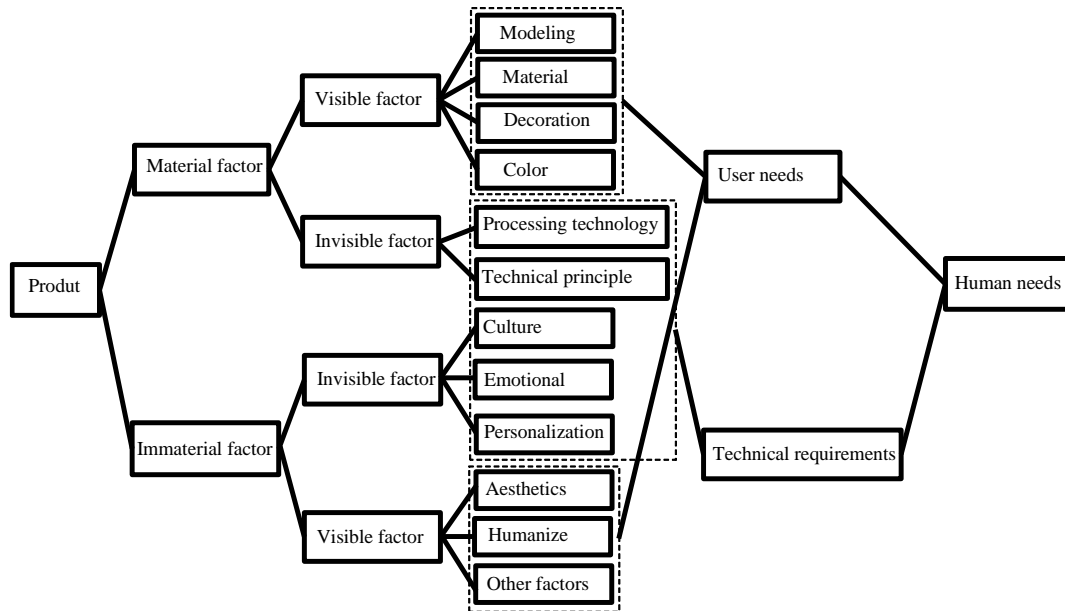 Produt
Material factor
Immaterial factor
Visible factor
Invisible factor
Invisible factor
Visible factor
Modeling
Material
Decoration
Color
Processing technology
Technical principle
Culture
Emotional
Personalization
Aesthetics
Humanize
Other factors
User needs
Technical requirements
Human needs